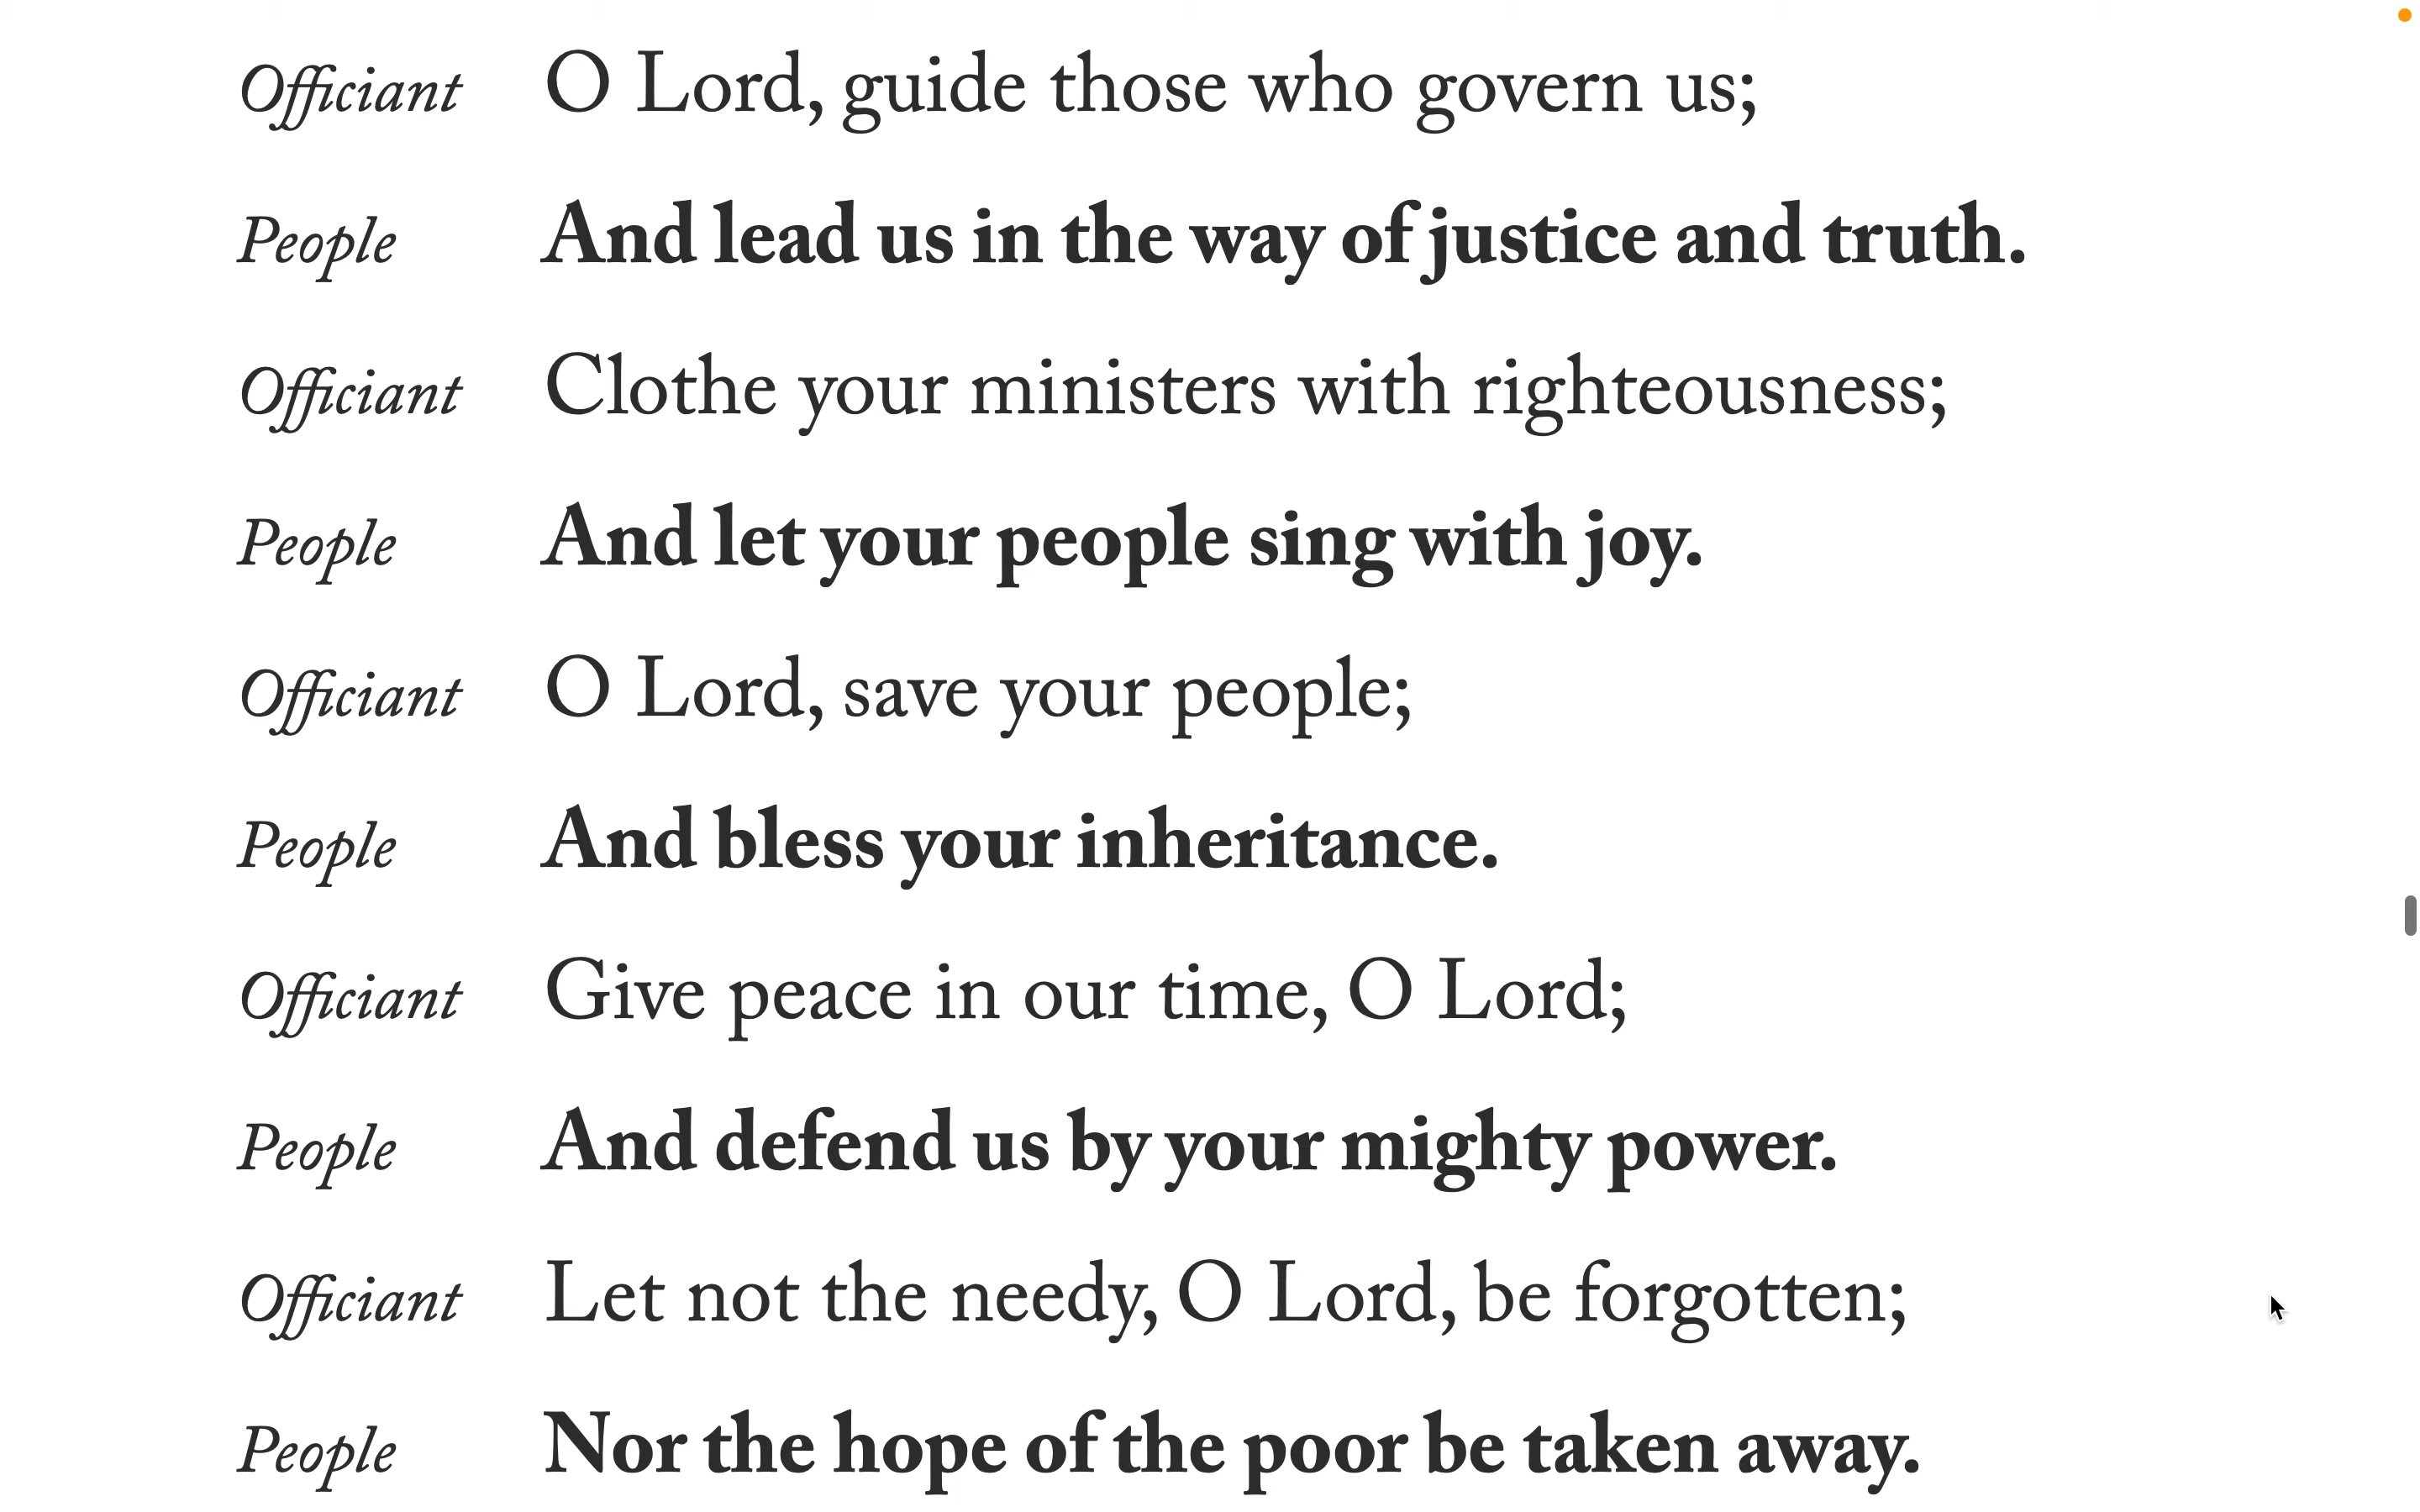 Officiant O Lord, guide those who govern us;
People And lead us in the way of justice and truth.
Officiant Clothe your ministers with righteousness;
People And let your people sing with joy.
Officiant O Lord, save your people;
People And bless your inheritance.
Officiant Give peace in our time, O Lord;
People And defend us by your mighty power.
Officiant Let not the needy, O Lord, be forgotten;
People Nor the hope of the poor be taken away.